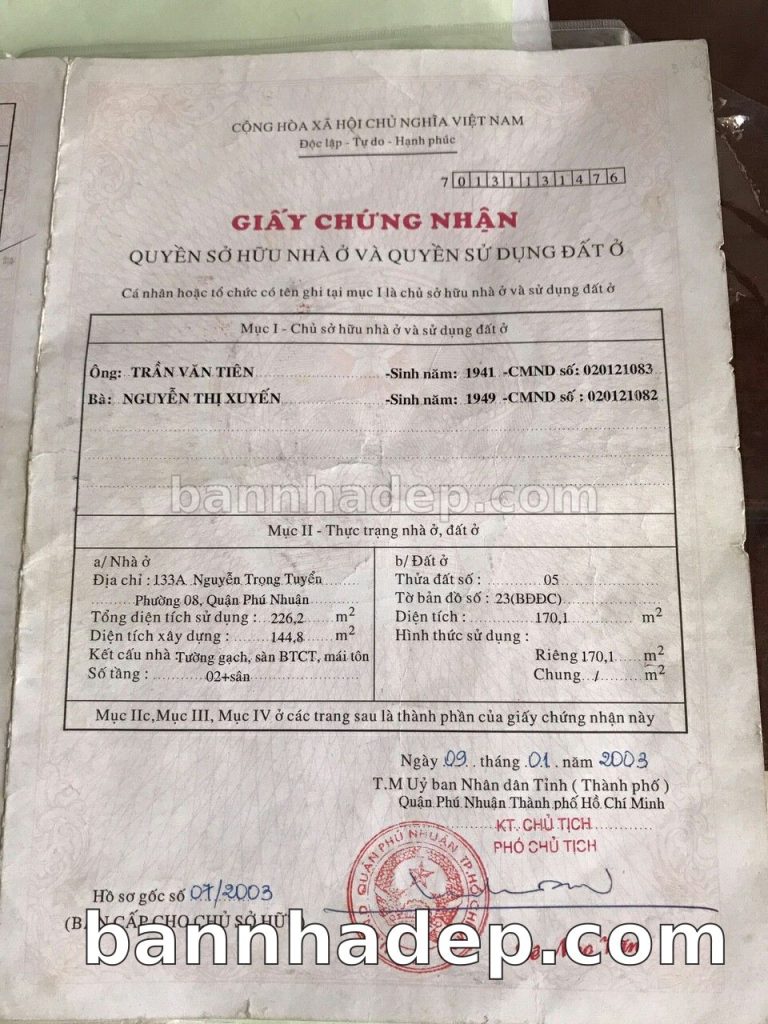 CỘNG HÒA XÃ HỘI CHỦ NGHĨA VIỆT NAM
Độc lập - Tự do - Hạnh phúc
7 0 1 3 1 1 3 1 4 7 6
GIẤY CHỨNG NHẬN
QUYỀN SỞ HỮU NHÀ Ở VÀ QUYỀN SỬ DỤNG ĐẤT Ở
Cá nhân hoặc tổ chức có tên ghi tại mục I là chủ sở hữu nhà ở và sử dụng đất ở
Mục I - Chủ sở hữu nhà ở và sử dụng đất ở
Ông: TRẦN VĂN TIÊN -Sinh năm: 1941 -CMND số: 020121083
Bà: NGUYỄN THỊ XUYẾN -Sinh năm: 1949 -CMND số : 020121082
bannhadep.com
Mục II - Thực trạng nhà ở, đất ở
a/ Nhà ở
Địa chỉ : 133A Nguyễn Trọng Tuyển
Phường 08, Quận Phú Nhuận
Tổng diện tích sử dụng : 226,2 m2
Diện tích xây dựng : 144,8 m2
Kết cấu nhà : Tường gạch, sàn BTCT, mái tôn
Số tầng : 02+sân
b/ Đất ở
Thửa đất số : 05
Tờ bản đồ số : 23(BĐĐC)
Diện tích : 170,1 m2
Hình thức sử dụng :
Riêng 170,1 m2
Chung / m2
Mục IIc,Mục III, Mục IV ở các trang sau là thành phần của giấy chứng nhận này
Ngày 09 tháng 01 năm 2003
T.M Uỷ ban Nhân dân Tỉnh ( Thành phố )
Quận Phú Nhuận Thành phố Hồ Chí Minh
KT. CHỦ TỊCH
PHÓ CHỦ TỊCH
QUẬN PHÚ NHUẬN TP.HỒ CHÍ
Hồ sơ gốc số 07/2003
CẤP CHO CHỦ SỞ HỮ
bannhadep.com